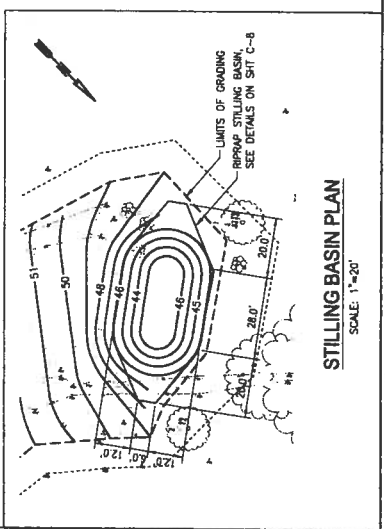 LIMITS OF GRADING
RIPRAP STILLING BASIN,
SEE DETAILS ON SHT C-8
51
50
48
46
44
46
45
20.0'
28.0'
20.0'
12.0'
6.0'
12.0'
STILLING BASIN PLAN
SCALE: 1"=20'